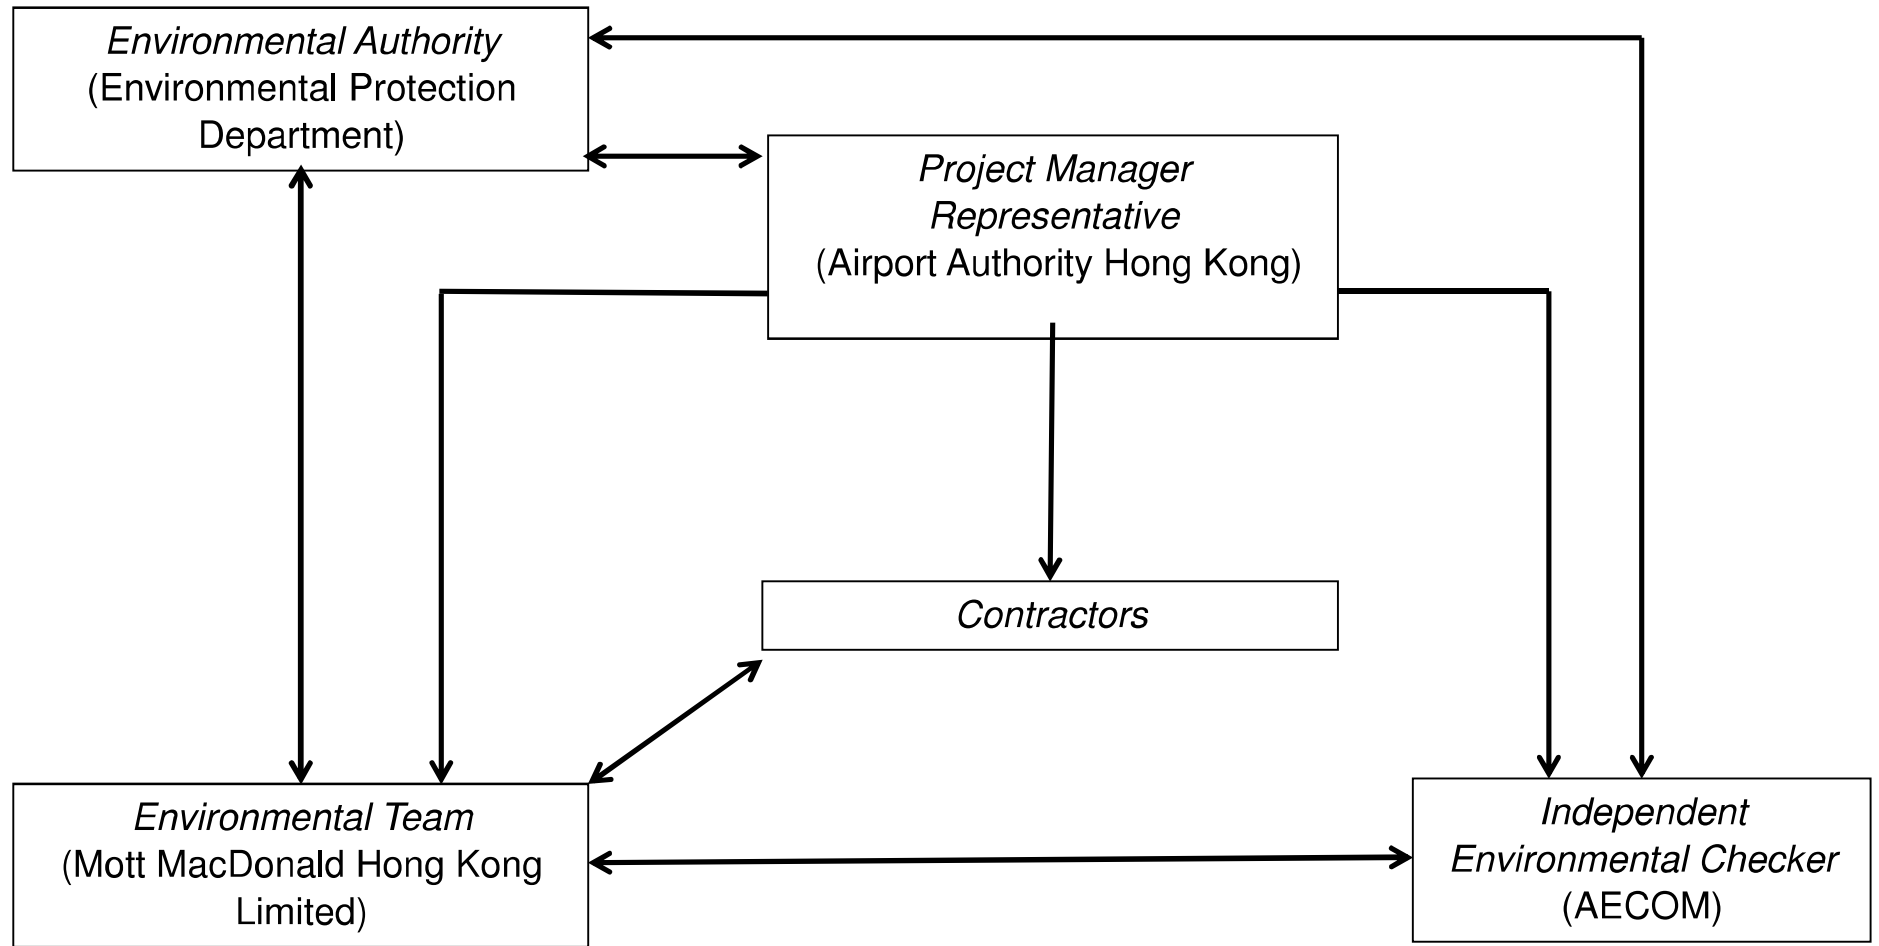 Environmental Authority
(Environmental Protection
Department)
Project Manager
Representative
(Airport Authority Hong Kong)
Contractors
Environmental Team
(Mott MacDonald Hong Kong
Limited)
Independent
Environmental Checker
(AECOM)